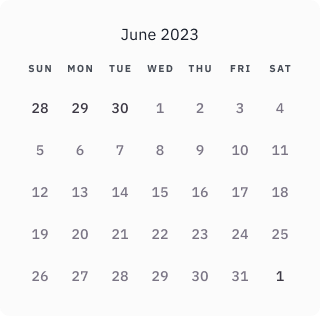 June 2023
SUN MON TUE WED THU FRI SAT
28 29 30 1 2 3 4
5 6 7 8 9 10 11
12 13 14 15 16 17 18
19 20 21 22 23 24 25
26 27 28 29 30 31 1